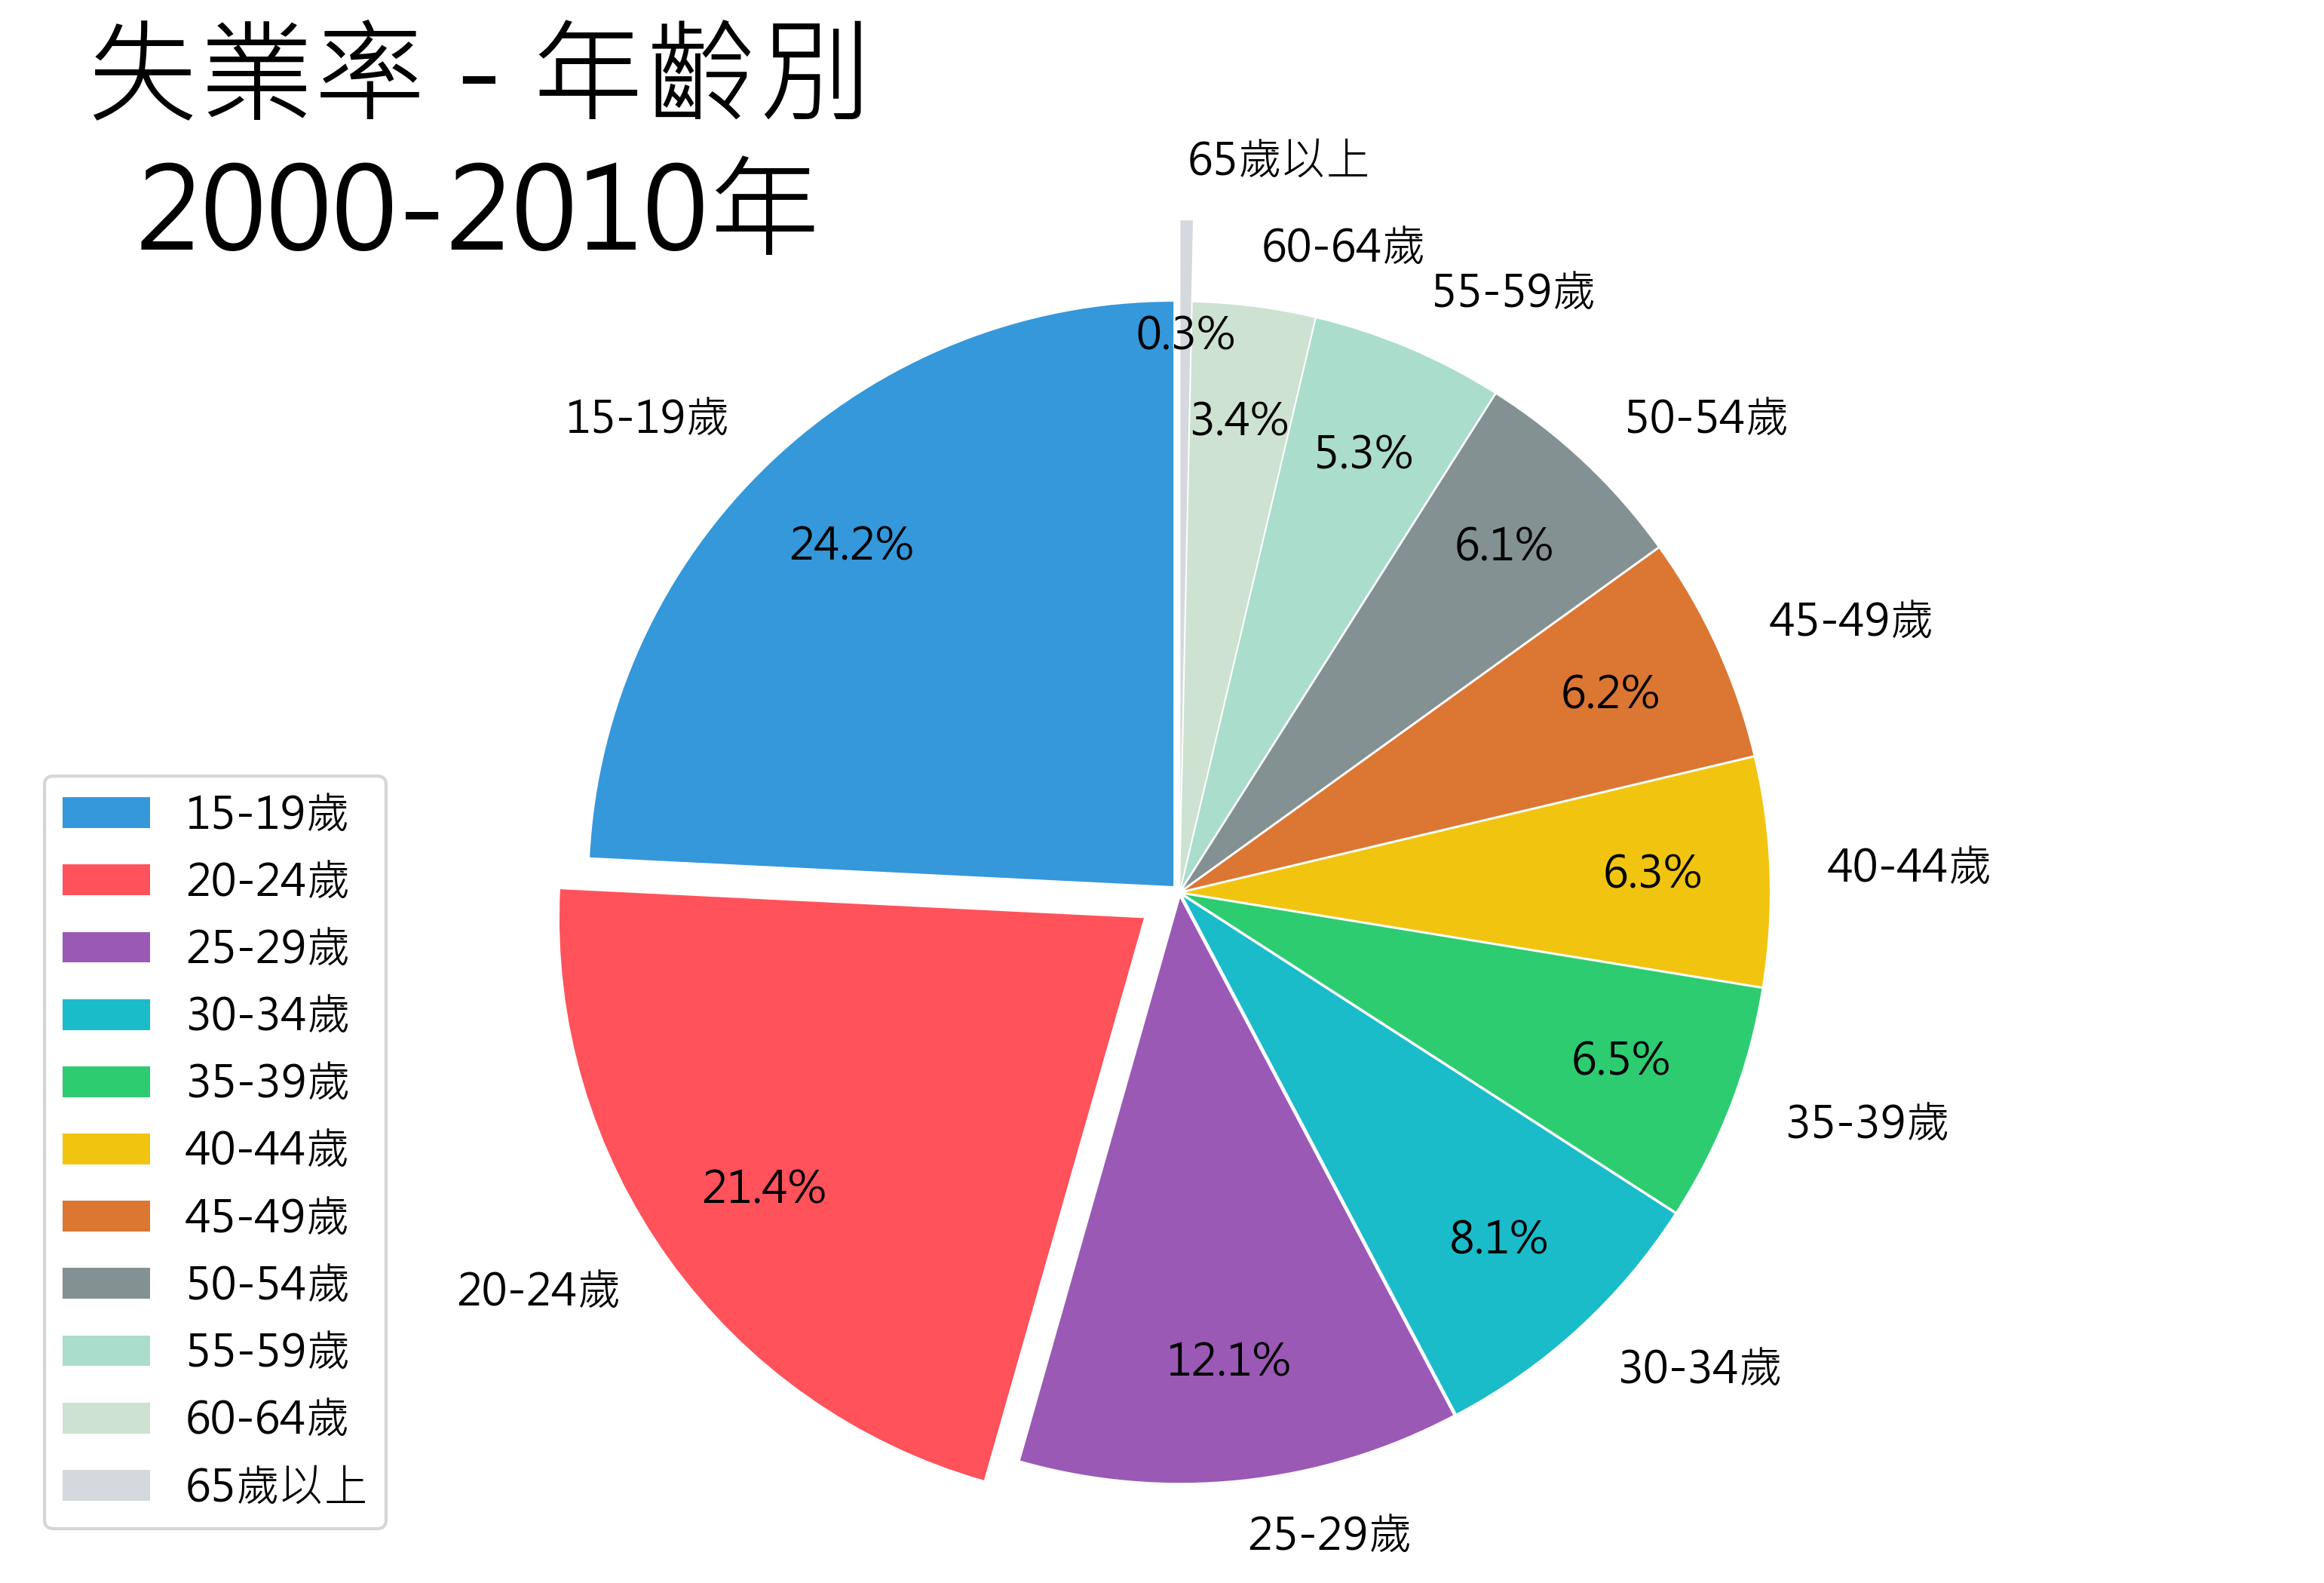 失業率 - 年齡別
2000-2010年
65歲以上
60-64歲
55-59歲
50-54歲
45-49歲
40-44歲
35-39歲
30-34歲
25-29歲
20-24歲
15-19歲
0.3%
3.4%
5.3%
6.1%
6.2%
6.3%
6.5%
8.1%
12.1%
21.4%
24.2%
15-19歲
20-24歲
25-29歲
30-34歲
35-39歲
40-44歲
45-49歲
50-54歲
55-59歲
60-64歲
65歲以上